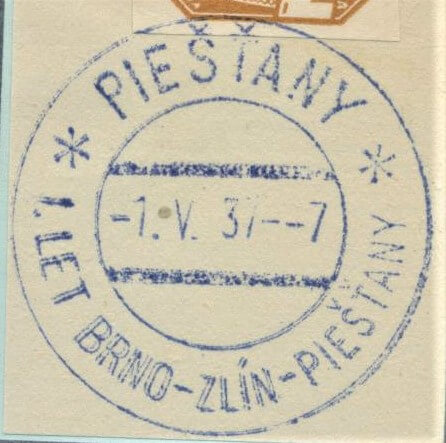 PIEŠŤANY
-1. V. 37--7
I. LET BRNO-ZLÍN-PIEŠŤANY